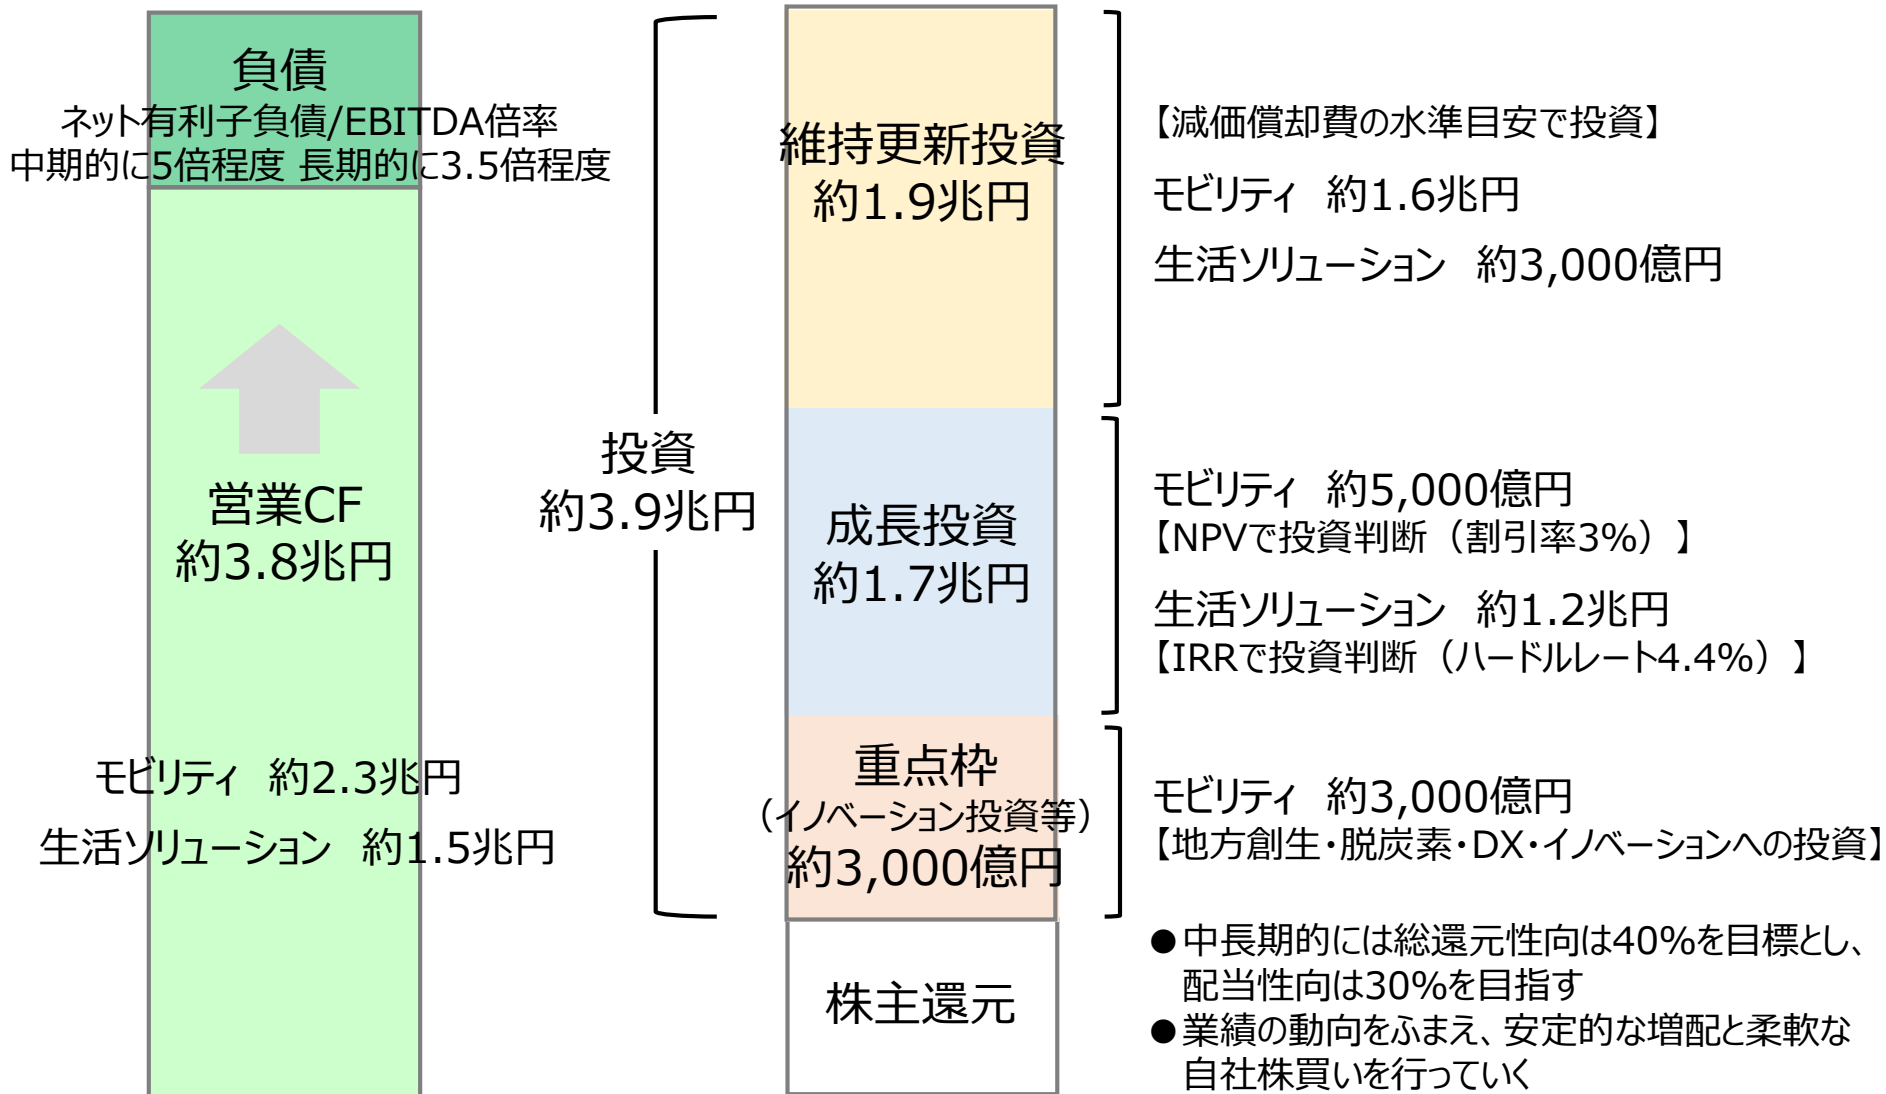 負債
ネット有利子負債/EBITDA倍率
中期的に5倍程度 長期的に3.5倍程度
営業CF
約3.8兆円
モビリティ　約2.3兆円
生活ソリューション　約1.5兆円
投資
約3.9兆円
維持更新投資
約1.9兆円
【減価償却費の水準目安で投資】
モビリティ　約1.6兆円
生活ソリューション　約3,000億円
成長投資
約1.7兆円
モビリティ　約5,000億円
【NPVで投資判断（割引率3%）】
生活ソリューション　約1.2兆円
【IRRで投資判断（ハードルレート4.4%）】
重点枠
（イノベーション投資等）
約3,000億円
モビリティ　約3,000億円
【地方創生・脱炭素・DX・イノベーションへの投資】
株主還元
●中長期的には総還元性向は40%を目標とし、
配当性向は30%を目指す
●業績の動向をふまえ、安定的な増配と柔軟な
自社株買いを行っていく